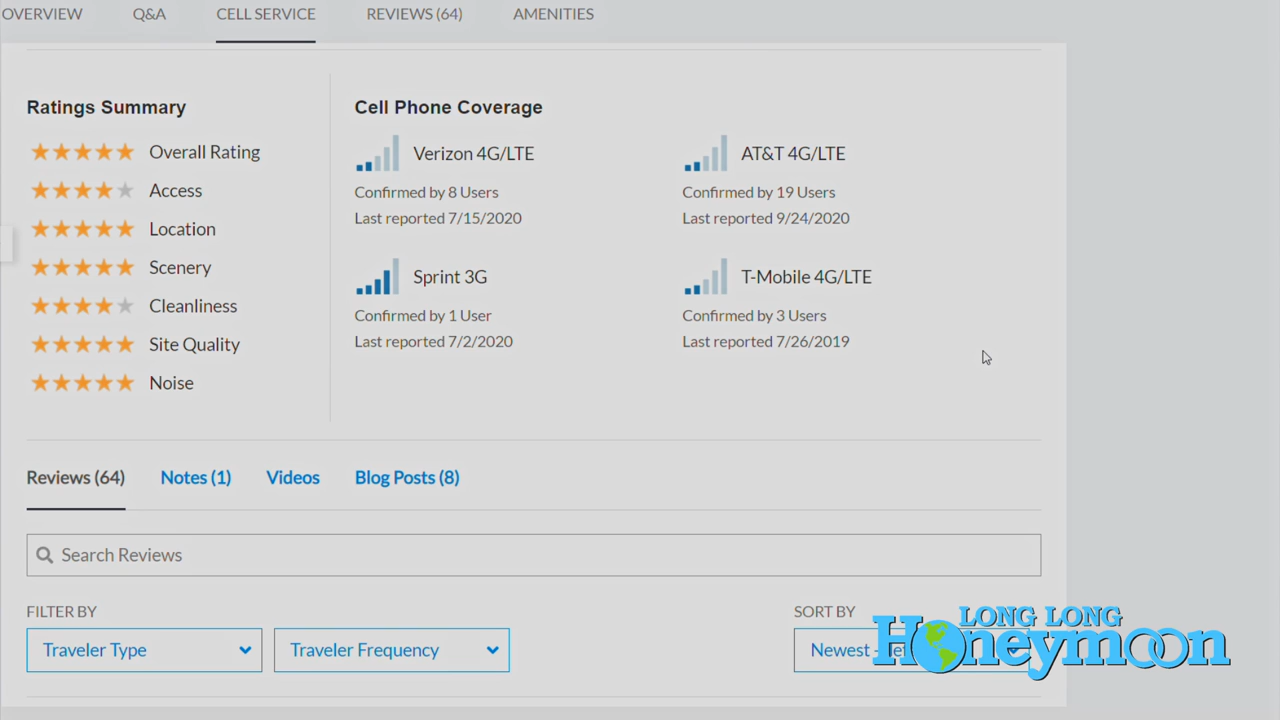 OVERVIEW Q&A CELL SERVICE REVIEWS (64) AMENITIES
Ratings Summary
Overall Rating
Access
Location
Scenery
Cleanliness
Site Quality
Noise
Cell Phone Coverage
Verizon 4G/LTE
Confirmed by 8 Users
Last reported 7/15/2020
AT&T 4G/LTE
Confirmed by 19 Users
Last reported 9/24/2020
Sprint 3G
Confirmed by 1 User
Last reported 7/2/2020
T-Mobile 4G/LTE
Confirmed by 3 Users
Last reported 7/26/2019
Reviews (64) Notes (1) Videos Blog Posts (8)
Search Reviews
FILTER BY
Traveler Type Traveler Frequency
SORT BY
Newest
LONG LONG
Honeymoon